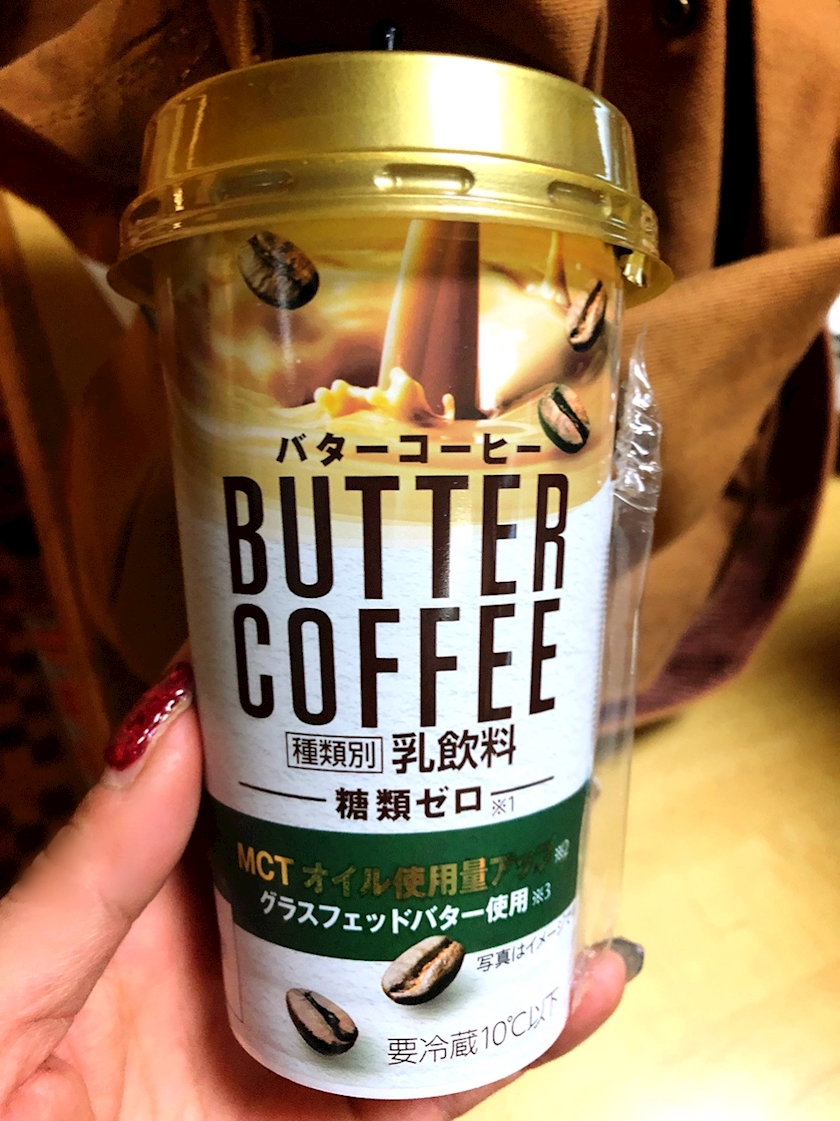 バターコーヒー
BUTTER
COFFEE
種類別 乳飲料
糖類ゼロ※1
MCTオイル使用量アップ※2
グラスフェッドバター使用※3
写真はイメージ
要冷蔵10℃以下